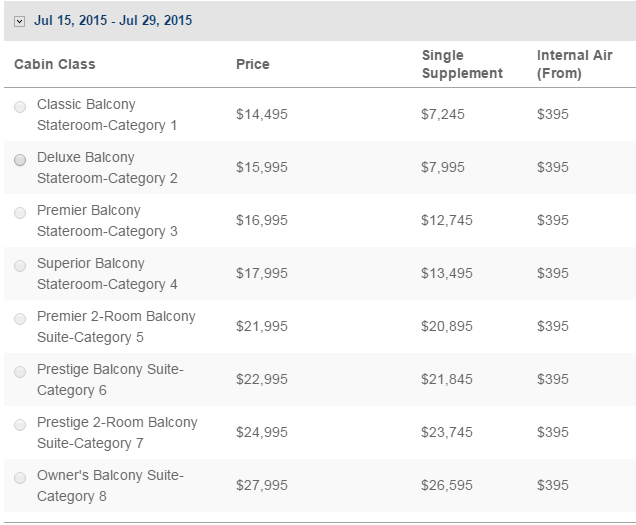 Jul 15, 2015 - Jul 29, 2015
Cabin Class Price Single Supplement Internal Air (From)
Classic Balcony
Stateroom-Category 1 $14,495 $7,245 $395
Deluxe Balcony
Stateroom-Category 2 $15,995 $7,995 $395
Premier Balcony
Stateroom-Category 3 $16,995 $12,745 $395
Superior Balcony
Stateroom-Category 4 $17,995 $13,495 $395
Premier 2-Room Balcony
Suite-Category 5 $21,995 $20,895 $395
Prestige Balcony Suite-
Category 6 $22,995 $21,845 $395
Prestige 2-Room Balcony
Suite-Category 7 $24,995 $23,745 $395
Owner's Balcony Suite-
Category 8 $27,995 $26,595 $395